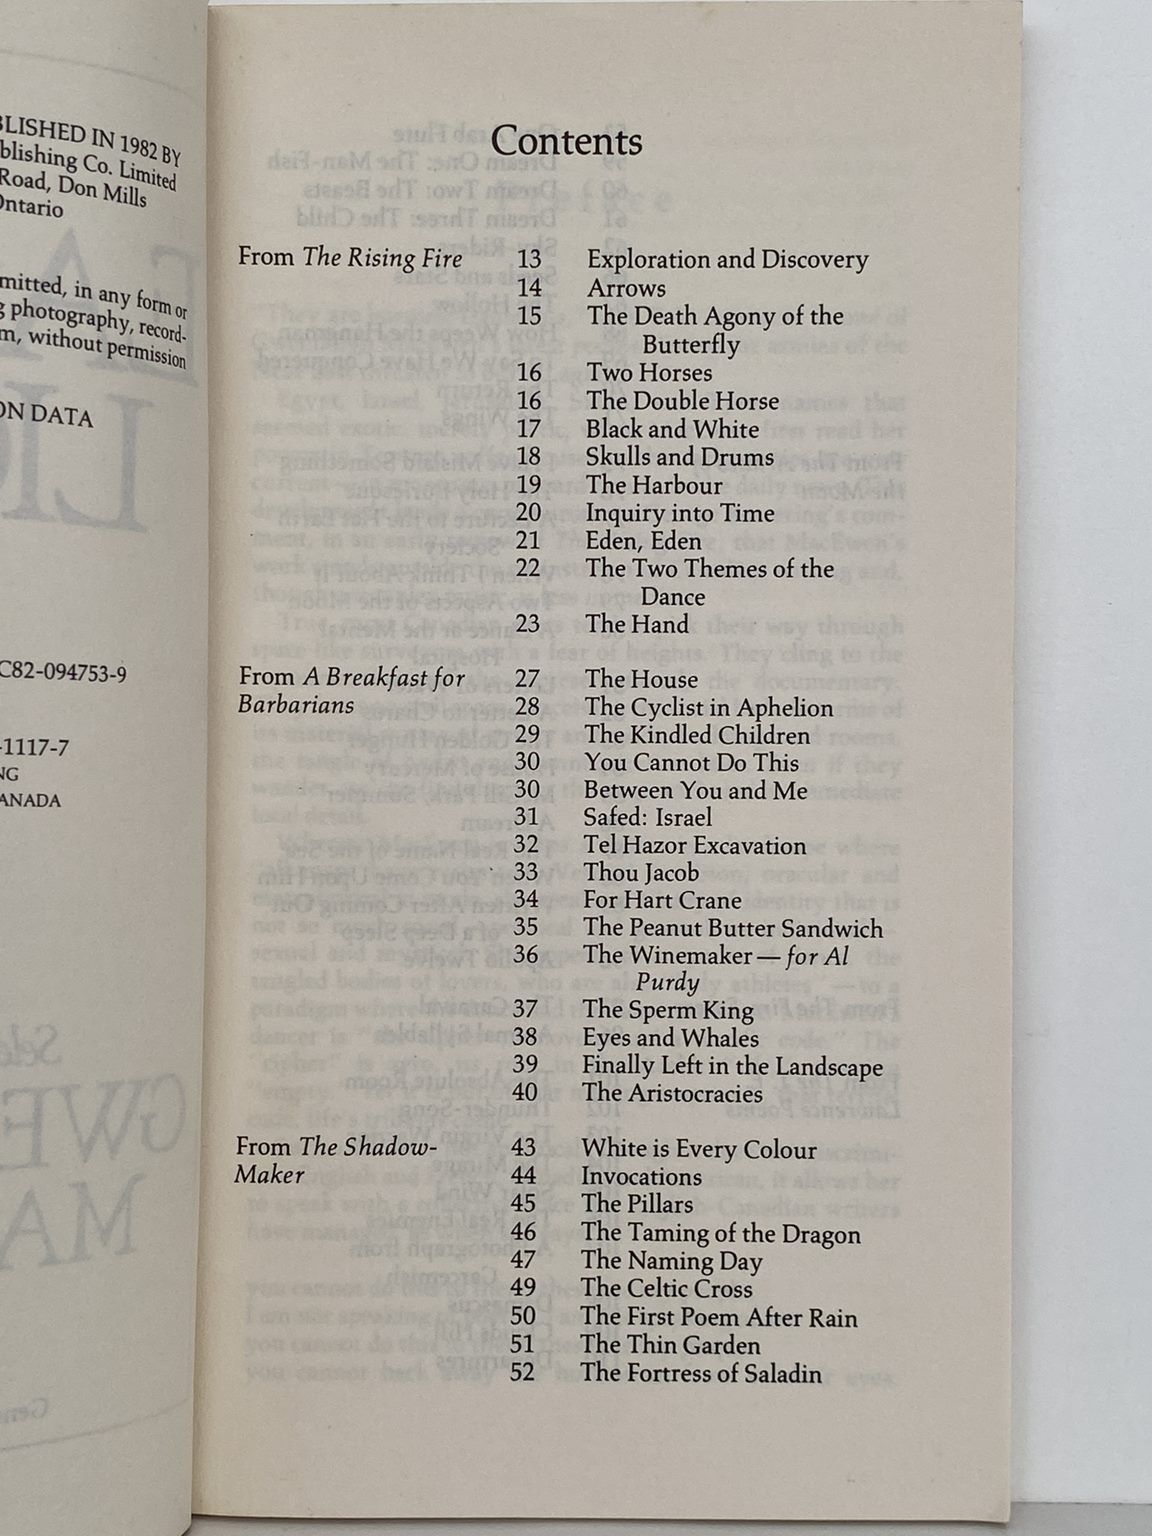 BLISHED IN 1982 BY
blishing Co. Limited
Road, Don Mills
Ontario
mitted, in any form or
g photography, record-
m, without permission
ON DATA
C82-094753-9
-1117-7
NG
ANADA
Contents
From The Rising Fire 13 Exploration and Discovery
14 Arrows
15 The Death Agony of the
Butterfly
16 Two Horses
16 The Double Horse
17 Black and White
18 Skulls and Drums
19 The Harbour
20 Inquiry into Time
21 Eden, Eden
22 The Two Themes of the
Dance
23 The Hand
From A Breakfast for 27 The House
Barbarians 28 The Cyclist in Aphelion
29 The Kindled Children
30 You Cannot Do This
30 Between You and Me
31 Safed: Israel
32 Tel Hazor Excavation
33 Thou Jacob
34 For Hart Crane
35 The Peanut Butter Sandwich
36 The Winemaker — for Al
Purdy
37 The Sperm King
38 Eyes and Whales
39 Finally Left in the Landscape
40 The Aristocracies
From The Shadow- 43 White is Every Colour
Maker 44 Invocations
45 The Pillars
46 The Taming of the Dragon
47 The Naming Day
49 The Celtic Cross
50 The First Poem After Rain
51 The Thin Garden
52 The Fortress of Saladin